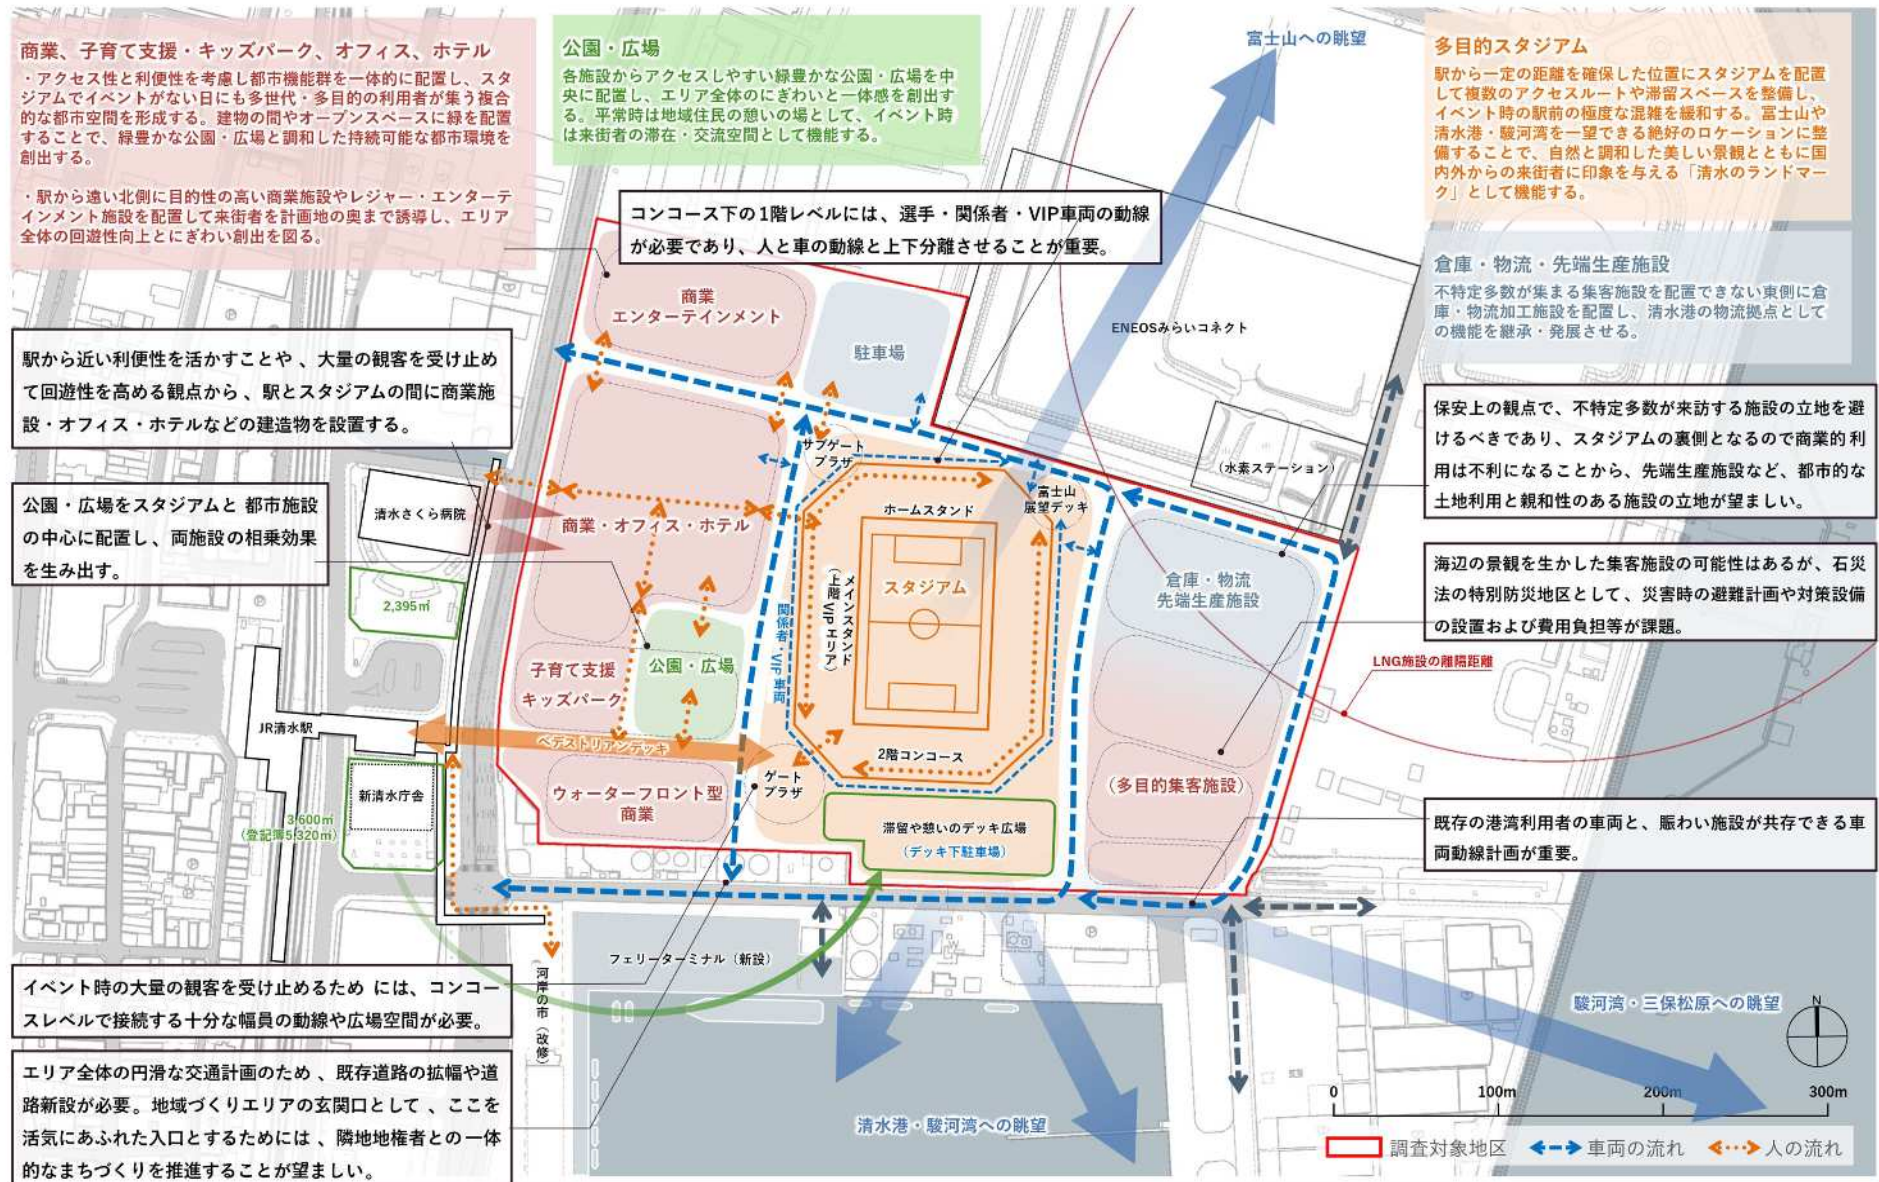 商業、子育て支援・キッズパーク、オフィス、ホテル
・アクセス性と利便性を考慮し都市機能群を一体的に配置し、スタ
ジアムでイベントがない日にも多世代・多目的の利用者が集う複合
的な都市空間を形成する。建物の間やオープンスペースに緑を配置
することで、緑豊かな公園・広場と調和した持続可能な都市環境を
創出する。
・駅から遠い北側に目的性の高い商業施設やレジャー・エンターテ
インメント施設を配置して来街者を計画地の奥まで誘導し、エリア
全体の回遊性向上とにぎわい創出を図る。
公園・広場
各施設からアクセスしやすい緑豊かな公園・広場を中
央に配置し、エリア全体のにぎわいと一体感を創出す
る。平常時は地域住民の憩いの場として、イベント時
は来街者の滞在・交流空間として機能する。
富士山への眺望
多目的スタジアム
駅から一定の距離を確保した位置にスタジアムを配置
して複数のアクセスルートや滞留スペースを整備し、
イベント時の駅前の極度な混雑を緩和する。富士山や
清水港・駿河湾を一望できる絶好のロケーションに整
備することで、自然と調和した美しい景観とともに国
内外からの来街者に印象を与える「清水のランドマー
ク」として機能する。
倉庫・物流・先端生産施設
不特定多数が集まる集客施設を配置できない東側に倉
庫・物流加工施設を配置し、清水港の物流拠点として
の機能を継承・発展させる。
コンコース下の1階レベルには、選手・関係者・VIP車両の動線
が必要であり、人と車の動線と上下分離させることが重要。
駅から近い利便性を活かすことや、大量の観客を受け止め
て回遊性を高める観点から、駅とスタジアムの間に商業施
設・オフィス・ホテルなどの建造物を設置する。
公園・広場をスタジアムと都市施設
の中心に配置し、両施設の相乗効果
を生み出す。
保安上の観点で、不特定多数が来訪する施設の立地を避
けるべきであり、スタジアムの裏側となるので商業的利
用は不利になることから、先端生産施設など、都市的な
土地利用と親和性のある施設の立地が望ましい。
海辺の景観を生かした集客施設の可能性はあるが、石災
法の特別防災地区として、災害時の避難計画や対策設備
の設置および費用負担等が課題。
LNG施設の離隔距離
既存の港湾利用者の車両と、賑わい施設が共存できる車
両動線計画が重要。
商業
エンターテインメント
駐車場
ENEOSみらいコネクト
(水素ステーション)
サブゲート
プラザ
富士山
展望デッキ
ホームスタンド
清水さくら病院
商業・オフィス・ホテル
メインスタンド
(上階VIPエリア)
スタジアム
関係者・VIP車両
倉庫・物流
先端生産施設
2,395㎡
子育て支援
キッズパーク
公園・広場
JR清水駅
ペデストリアンデッキ
2階コンコース
ゲート
プラザ
(多目的集客施設)
新清水庁舎
3,600㎡
(登記簿5,320㎡)
ウォーターフロント型
商業
滞留や憩いのデッキ広場
(デッキ下駐車場)
フェリーターミナル(新設)
河岸の市(改修)
イベント時の大量の観客を受け止めるためには、コンコー
スレベルで接続する十分な幅員の動線や広場空間が必要。
エリア全体の円滑な交通計画のため、既存道路の拡幅や道
路新設が必要。地域づくりエリアの玄関口として、ここを
活気にあふれた入口とするためには、隣地地権者との一体
的なまちづくりを推進することが望ましい。
清水港・駿河湾への眺望
駿河湾・三保松原への眺望
N
0 100m 200m 300m
調査対象地区 車両の流れ 人の流れ